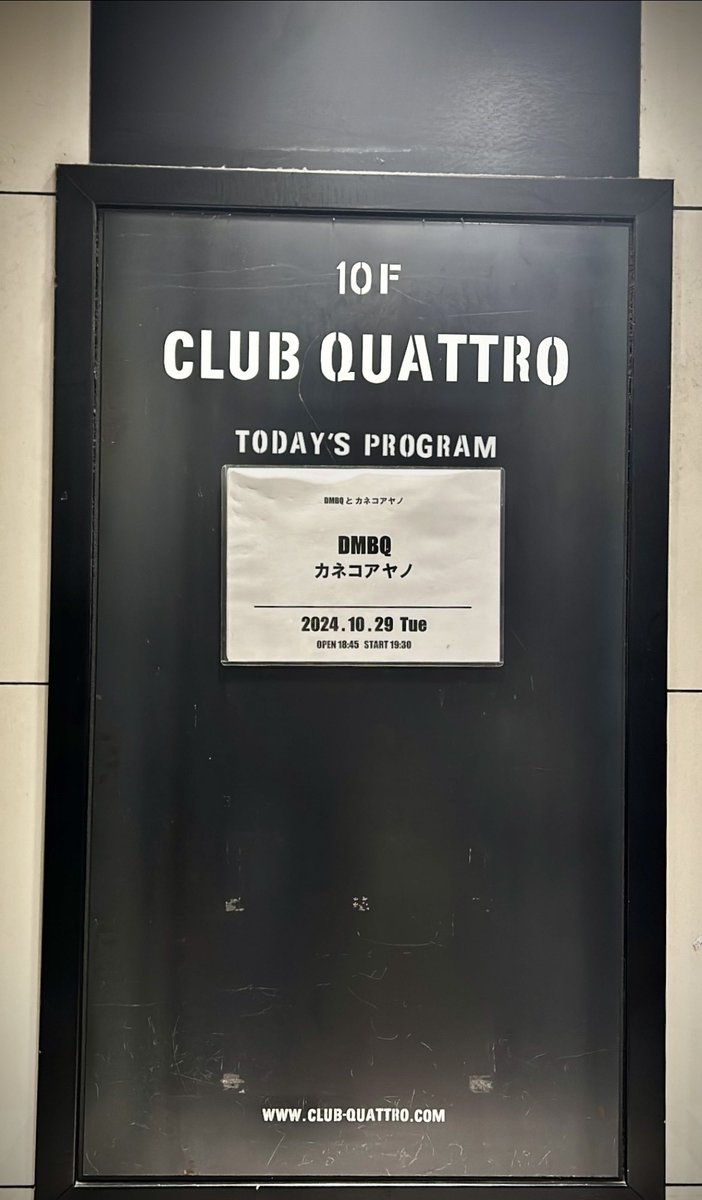 10F
CLUB QUATTRO
TODAY'S PROGRAM
DMBQ と カネコアヤノ
DMBQ
カネコアヤノ
2024.10.29 Tue
OPEN 18:45 START 19:30
WWW.CLUB-QUATTRO.COM